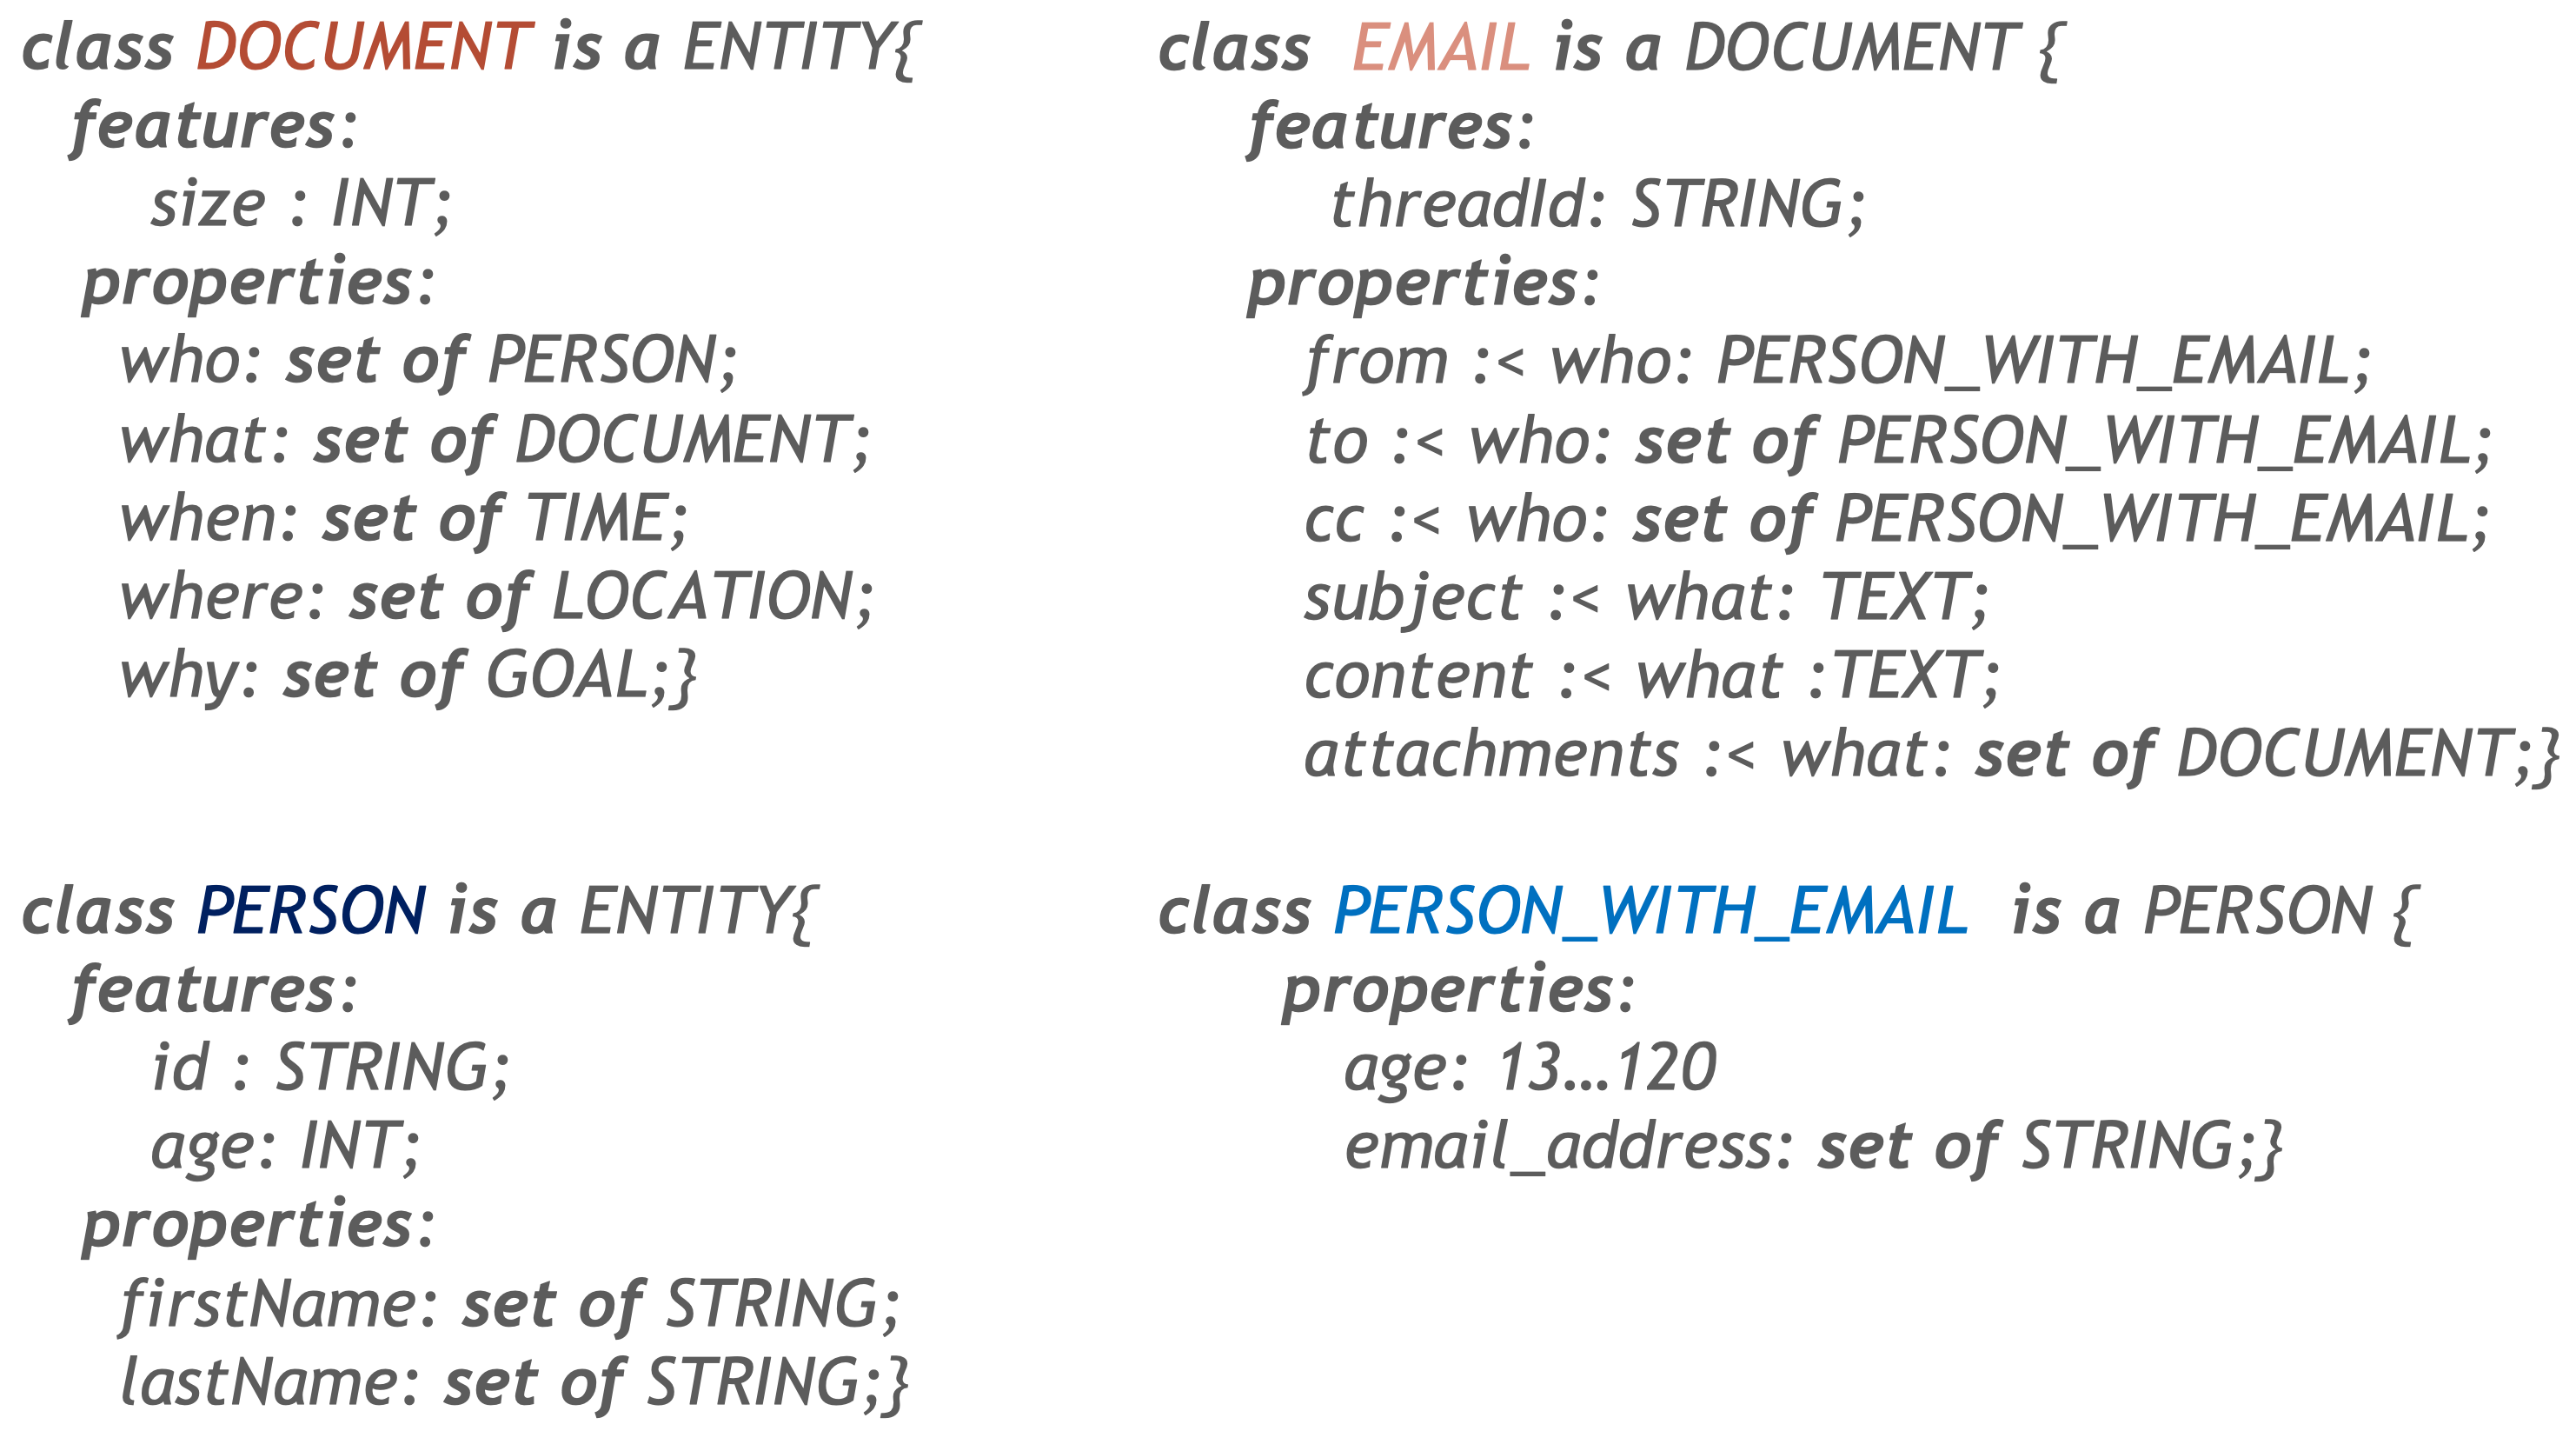 class DOCUMENT is a ENTITY{
features:
size : INT;
properties:
who: set of PERSON;
what: set of DOCUMENT;
when: set of TIME;
where: set of LOCATION;
why: set of GOAL;}
class EMAIL is a DOCUMENT {
features:
threadId: STRING;
properties:
from :< who: PERSON_WITH_EMAIL;
to :< who: set of PERSON_WITH_EMAIL;
cc :< who: set of PERSON_WITH_EMAIL;
subject :< what: TEXT;
content :< what :TEXT;
attachments :< what: set of DOCUMENT;}
class PERSON is a ENTITY{
features:
id : STRING;
age: INT;
properties:
firstName: set of STRING;
lastName: set of STRING;}
class PERSON_WITH_EMAIL is a PERSON {
properties:
age: 13…120
email_address: set of STRING;}